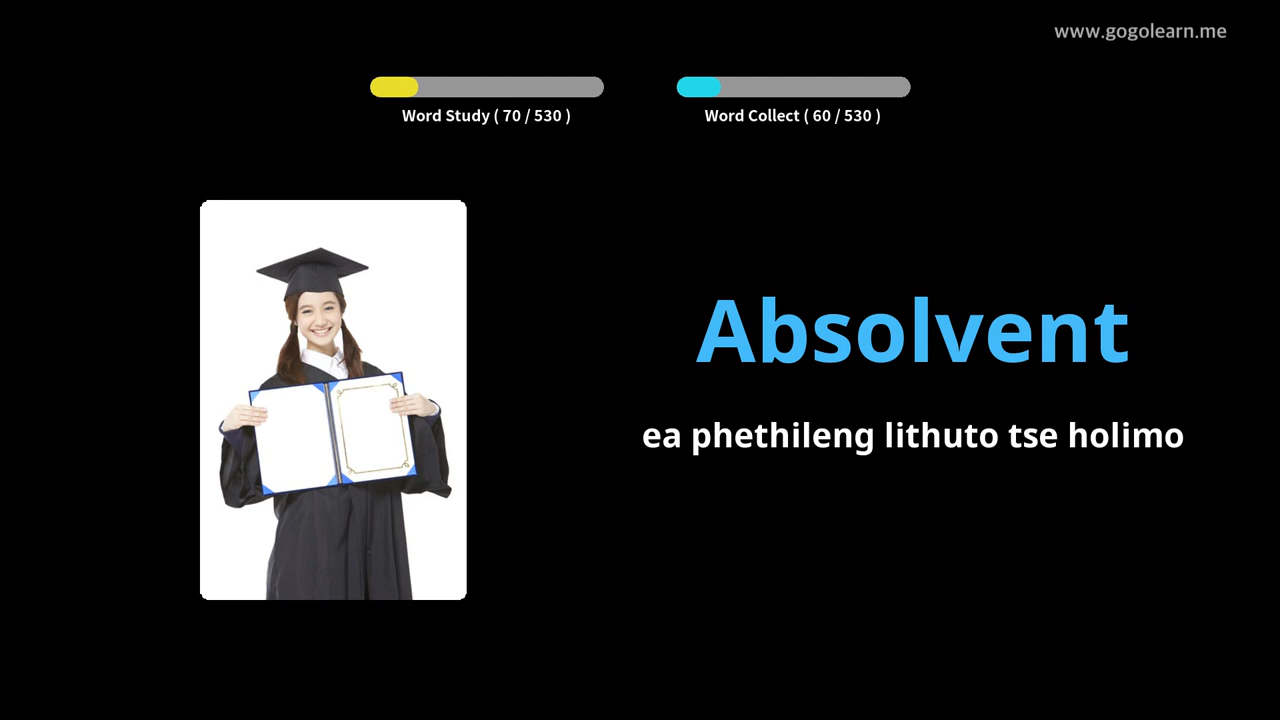 www.gogolearn.me
Word Study ( 70 / 530 )
Word Collect ( 60 / 530 )
Absolvent
ea phethileng lithuto tse holimo